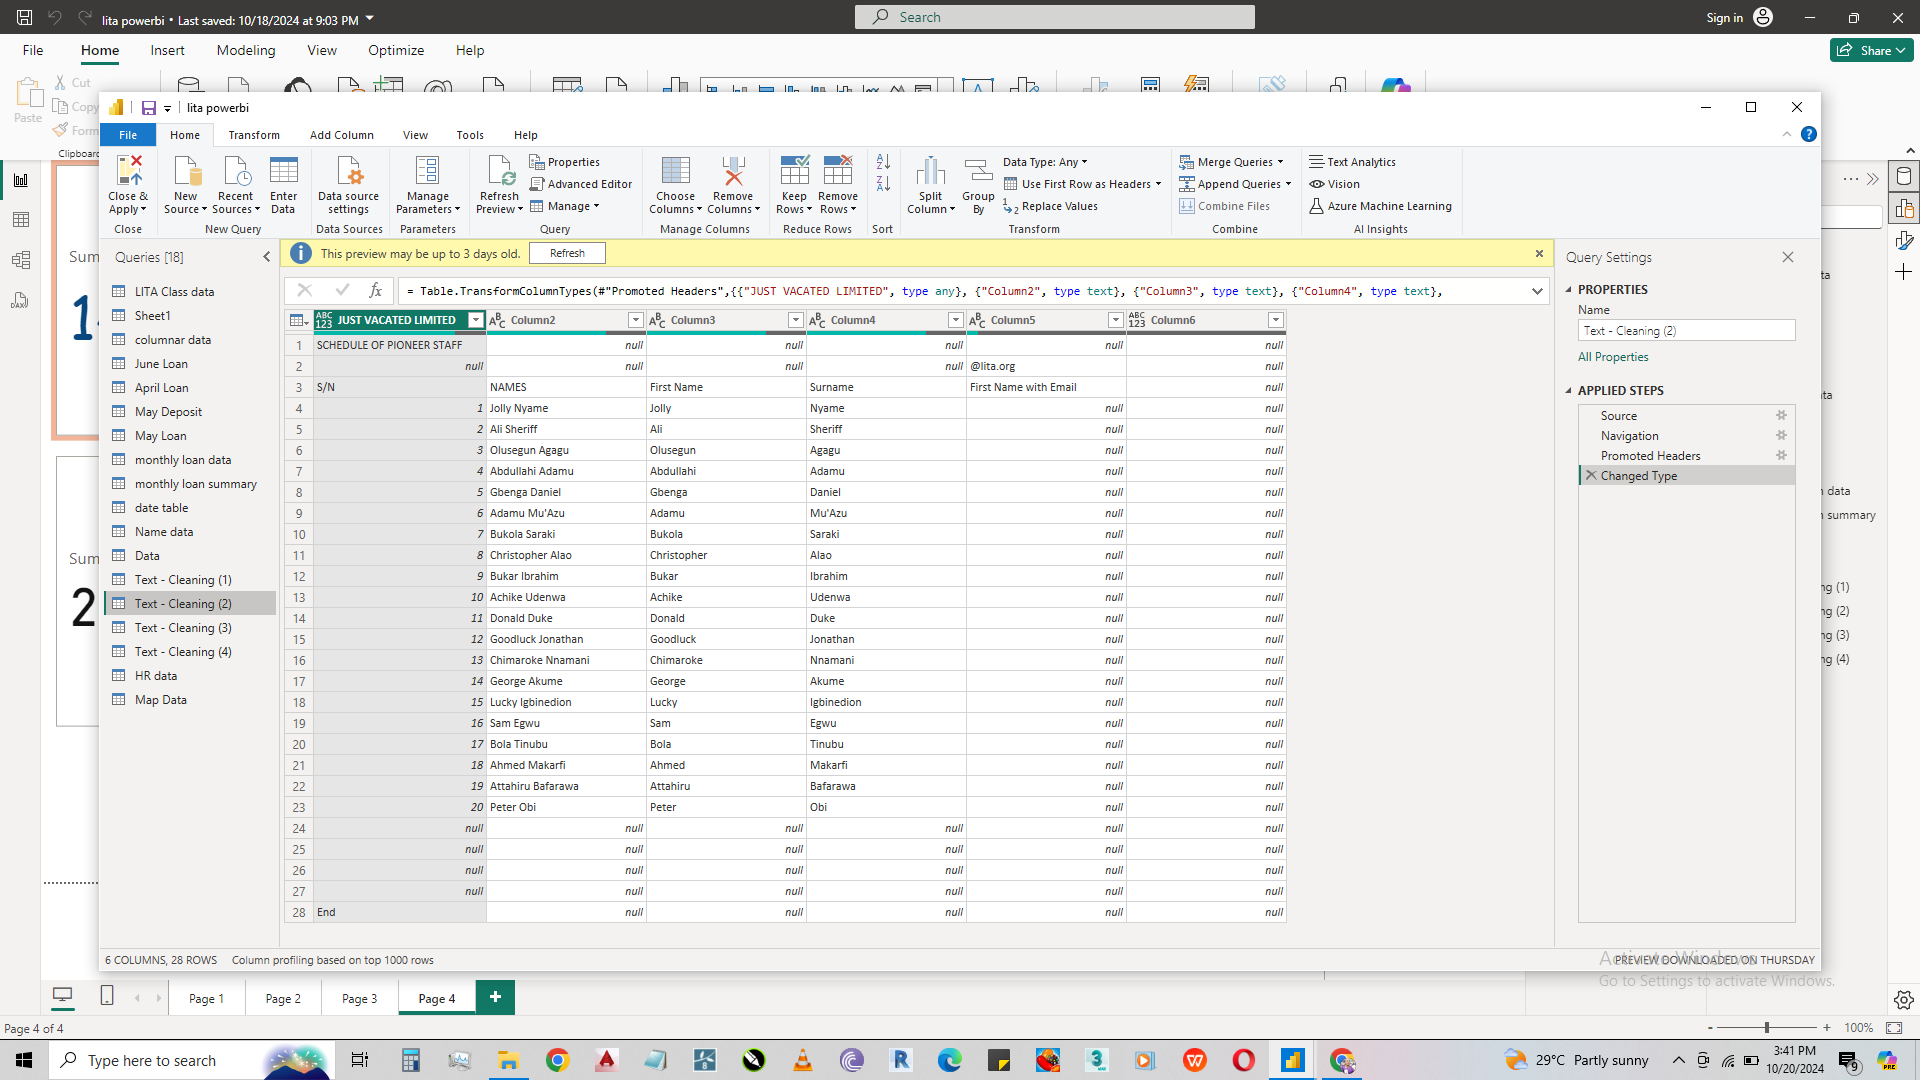 lita powerbi • Last saved: 10/18/2024 at 9:03 PM
Search
Sign in
File Home Insert Modeling View Optimize Help
Share
Paste
Cut
Copy
Form
Clipboard
lita powerbi
File Home Transform Add Column View Tools Help
Close & Apply
New Source
Recent Sources
Enter Data
Data source settings
Manage Parameters
Refresh Preview
Properties
Advanced Editor
Manage
Choose Columns
Remove Columns
Keep Rows
Remove Rows
Split Column
Group By
Data Type: Any
Use First Row as Headers
Replace Values
Merge Queries
Append Queries
Combine Files
Text Analytics
Vision
Azure Machine Learning
Close New Query Data Sources Parameters Query Manage Columns Reduce Rows Sort Transform Combine AI Insights
Queries [18]
LITA Class data
Sheet1
columnar data
June Loan
April Loan
May Deposit
May Loan
monthly loan data
monthly loan summary
date table
Name data
Data
Text - Cleaning (1)
Text - Cleaning (2)
Text - Cleaning (3)
Text - Cleaning (4)
HR data
Map Data
This preview may be up to 3 days old. Refresh
fx = Table.TransformColumnTypes(#"Promoted Headers",{{"JUST VACATED LIMITED", type any}, {"Column2", type text}, {"Column3", type text}, {"Column4", type text},
ABC 123 JUST VACATED LIMITED ABC Column2 ABC Column3 ABC Column4 ABC Column5 ABC 123 Column6
1 SCHEDULE OF PIONEER STAFF null null null null null
2 null null null null @lita.org null
3 S/N NAMES First Name Surname First Name with Email null
4 1 Jolly Nyame Jolly Nyame null null
5 2 Ali Sheriff Ali Sheriff null null
6 3 Olusegun Agagu Olusegun Agagu null null
7 4 Abdullahi Adamu Abdullahi Adamu null null
8 5 Gbenga Daniel Gbenga Daniel null null
9 6 Adamu Mu'Azu Adamu Mu'Azu null null
10 7 Bukola Saraki Bukola Saraki null null
11 8 Christopher Alao Christopher Alao null null
12 9 Bukar Ibrahim Bukar Ibrahim null null
13 10 Achike Udenwa Achike Udenwa null null
14 11 Donald Duke Donald Duke null null
15 12 Goodluck Jonathan Goodluck Jonathan null null
16 13 Chimaroke Nnamani Chimaroke Nnamani null null
17 14 George Akume George Akume null null
18 15 Lucky Igbinedion Lucky Igbinedion null null
19 16 Sam Egwu Sam Egwu null null
20 17 Bola Tinubu Bola Tinubu null null
21 18 Ahmed Makarfi Ahmed Makarfi null null
22 19 Attahiru Bafarawa Attahiru Bafarawa null null
23 20 Peter Obi Peter Obi null null
24 null null null null null null
25 null null null null null null
26 null null null null null null
27 null null null null null null
28 End null null null null null
Query Settings
PROPERTIES
Name
Text - Cleaning (2)
All Properties
APPLIED STEPS
Source
Navigation
Promoted Headers
Changed Type
Sum
Sum
2
data
summary
(1)
(2)
(3)
(4)
6 COLUMNS, 28 ROWS Column profiling based on top 1000 rows
PREVIEW DOWNLOADED ON THURSDAY
Activate Windows
Go to Settings to activate Windows.
Page 1 Page 2 Page 3 Page 4 +
Page 4 of 4
- + 100%
Type here to search
29°C Partly sunny
3:41 PM
10/20/2024
9